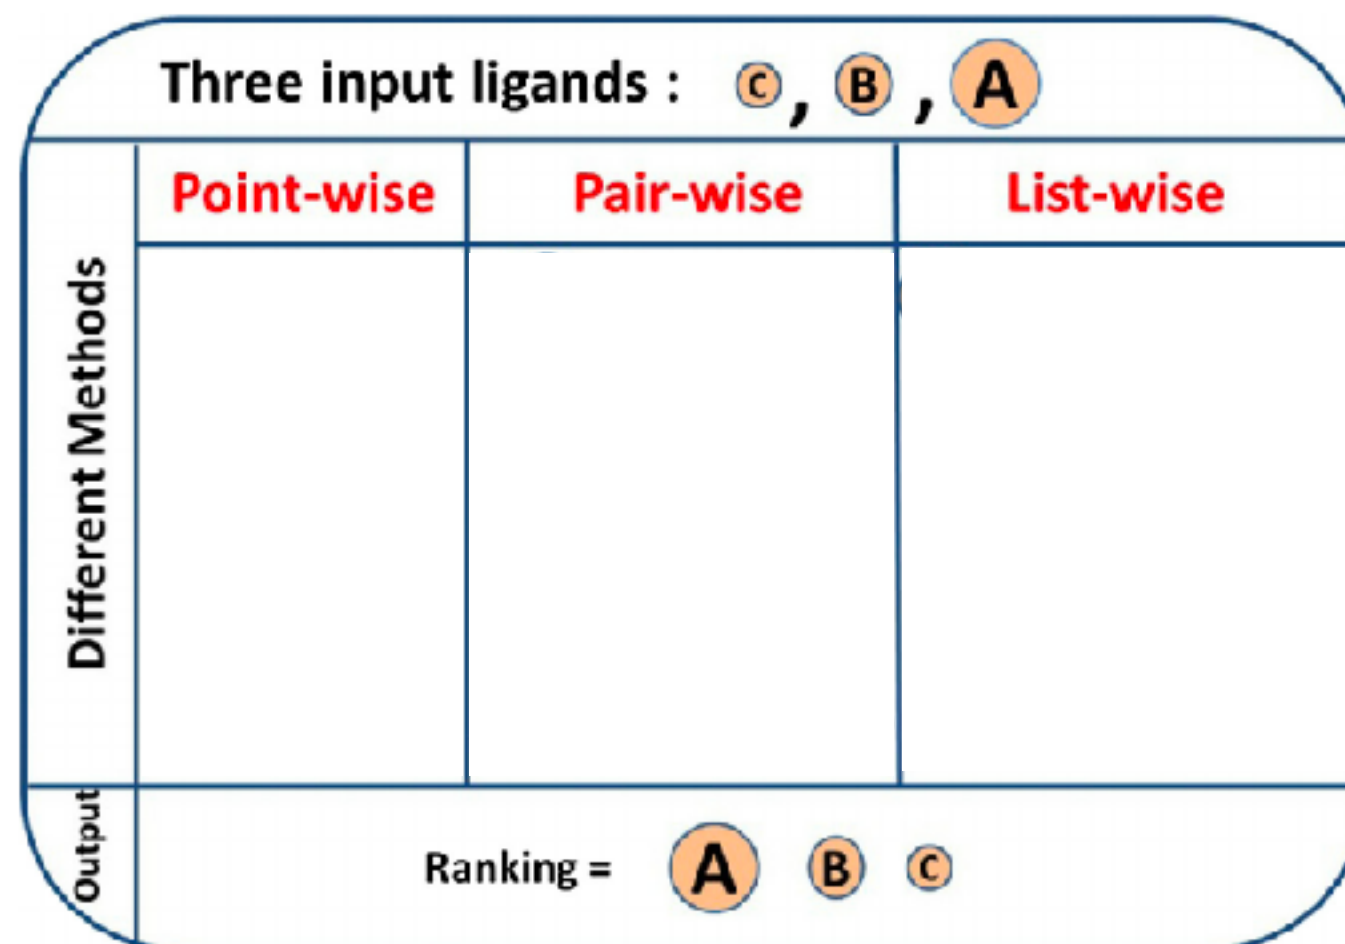 Three input ligands : C, B, A
Point-wise Pair-wise List-wise
Different Methods
Output
Ranking = A B C